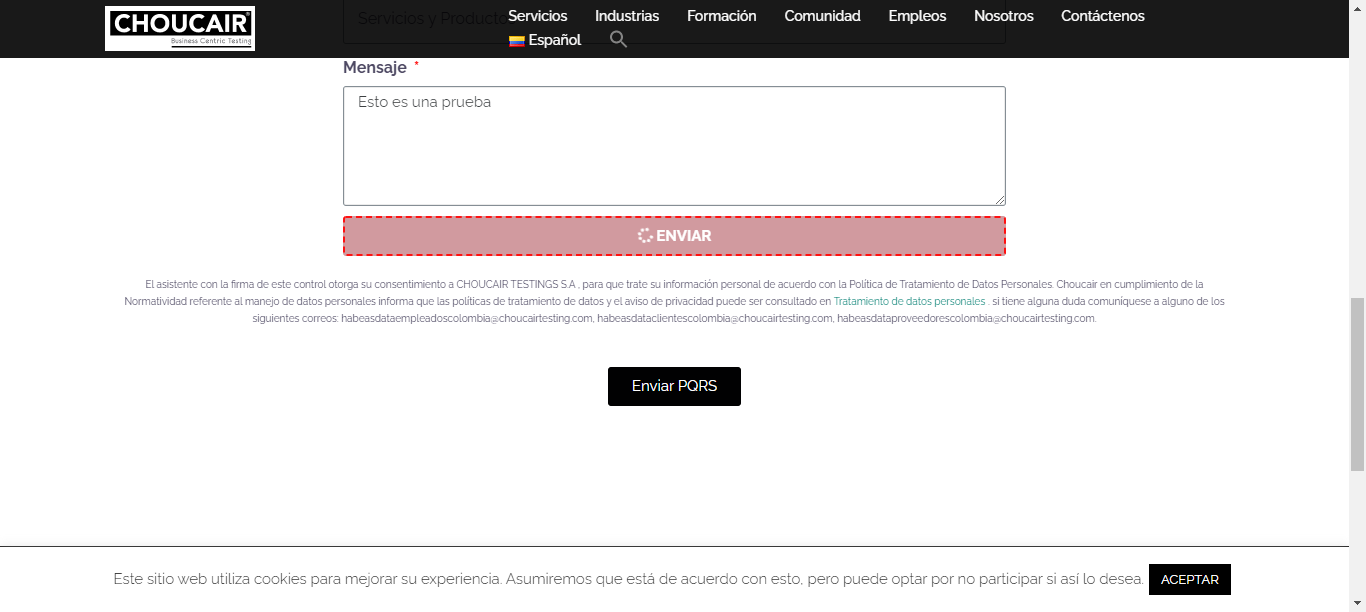 CHOUCAIR
Business Centric Testing
Servicios Industrias Formación Comunidad Empleos Nosotros Contáctenos
Español
Servicios y Productos
Mensaje *
Esto es una prueba
ENVIAR
El asistente con la firma de este control otorga su consentimiento a CHOUCAIR TESTINGS S.A , para que trate su información personal de acuerdo con la Política de Tratamiento de Datos Personales. Choucair en cumplimiento de la
Normatividad referente al manejo de datos personales informa que las políticas de tratamiento de datos y el aviso de privacidad puede ser consultado en Tratamiento de datos personales . si tiene alguna duda comuníquese a alguno de los
siguientes correos: habeasdataempleadoscolombia@choucairtesting.com, habeasdataclientescolombia@choucairtesting.com, habeasdataproveedorescolombia@choucairtesting.com.
Enviar PQRS
Este sitio web utiliza cookies para mejorar su experiencia. Asumiremos que está de acuerdo con esto, pero puede optar por no participar si así lo desea. ACEPTAR